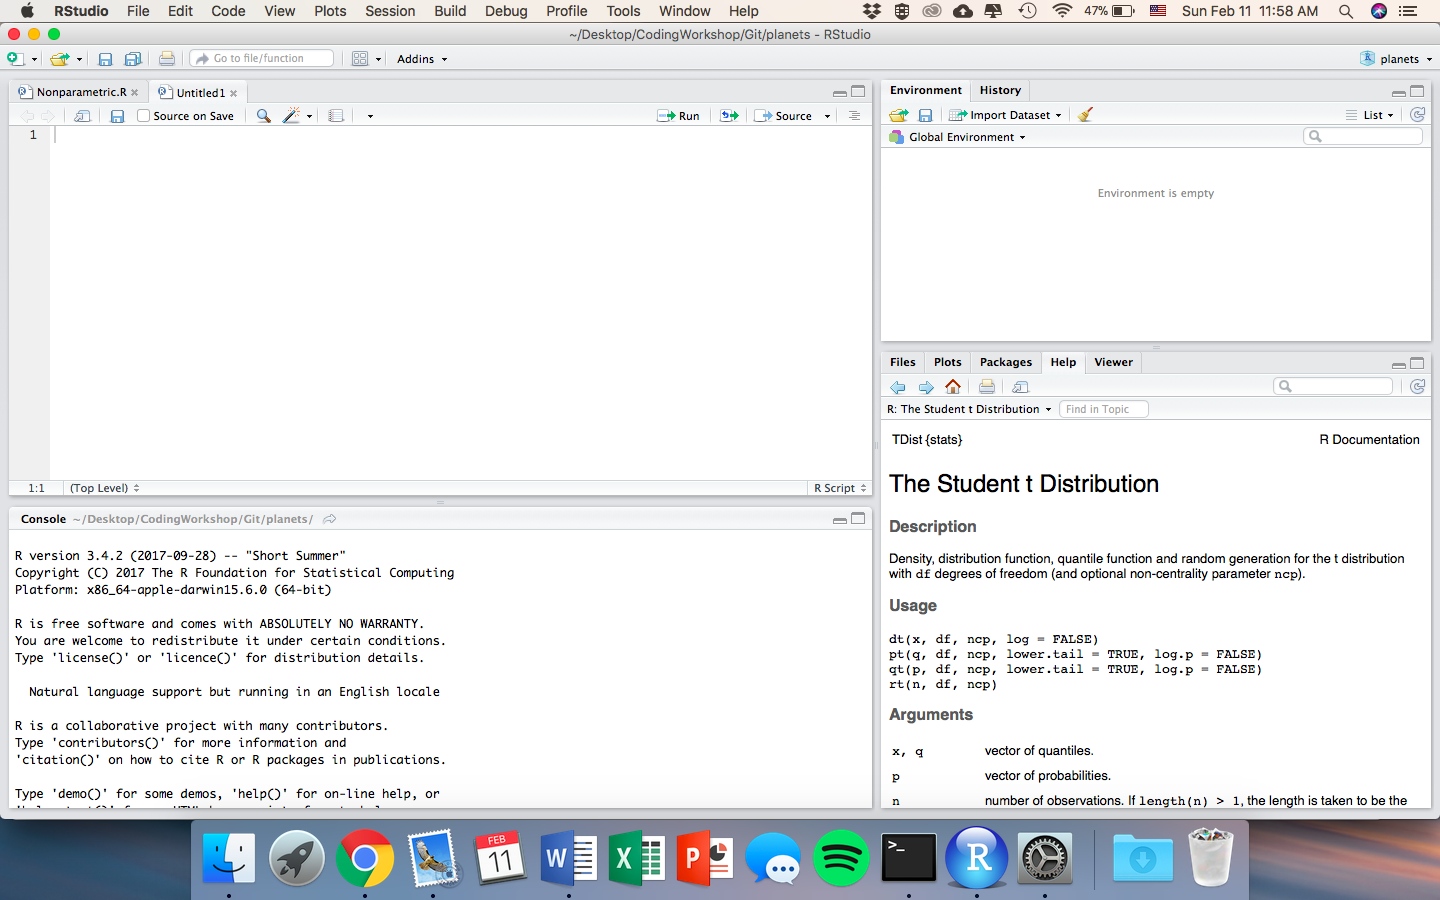 RStudio File Edit Code View Plots Session Build Debug Profile Tools Window Help 47% Sun Feb 11 11:58 AM
~/Desktop/CodingWorkshop/Git/planets - RStudio
Go to file/function Addins planets
Nonparametric.R Untitled1
Source on Save Run Source
1
1:1 (Top Level) R Script
Console ~/Desktop/CodingWorkshop/Git/planets/
R version 3.4.2 (2017-09-28) -- "Short Summer"
Copyright (C) 2017 The R Foundation for Statistical Computing
Platform: x86_64-apple-darwin15.6.0 (64-bit)
R is free software and comes with ABSOLUTELY NO WARRANTY.
You are welcome to redistribute it under certain conditions.
Type 'license()' or 'licence()' for distribution details.
Natural language support but running in an English locale
R is a collaborative project with many contributors.
Type 'contributors()' for more information and
'citation()' on how to cite R or R packages in publications.
Type 'demo()' for some demos, 'help()' for on-line help, or
Environment History
Import Dataset List
Global Environment
Environment is empty
Files Plots Packages Help Viewer
R: The Student t Distribution Find in Topic
TDist {stats} R Documentation
The Student t Distribution
Description
Density, distribution function, quantile function and random generation for the t distribution
with df degrees of freedom (and optional non-centrality parameter ncp).
Usage
dt(x, df, ncp, log = FALSE)
pt(q, df, ncp, lower.tail = TRUE, log.p = FALSE)
qt(p, df, ncp, lower.tail = TRUE, log.p = FALSE)
rt(n, df, ncp)
Arguments
x, q vector of quantiles.
p vector of probabilities.
n number of observations. If length(n) > 1, the length is taken to be the
FEB
11
W
X
P
>_
R